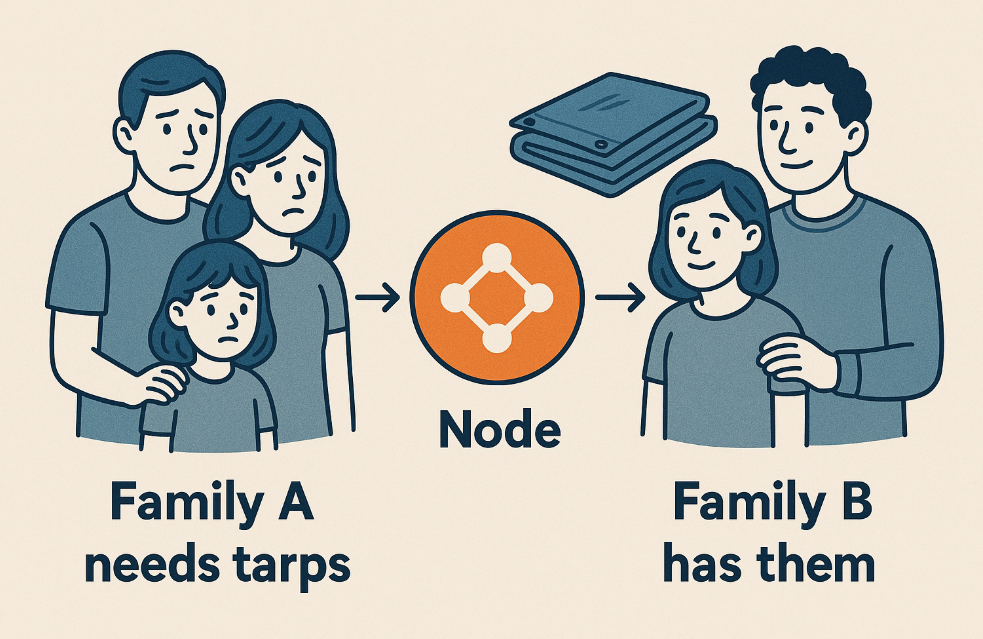 Node
Family A
needs tarps
Family B
has them